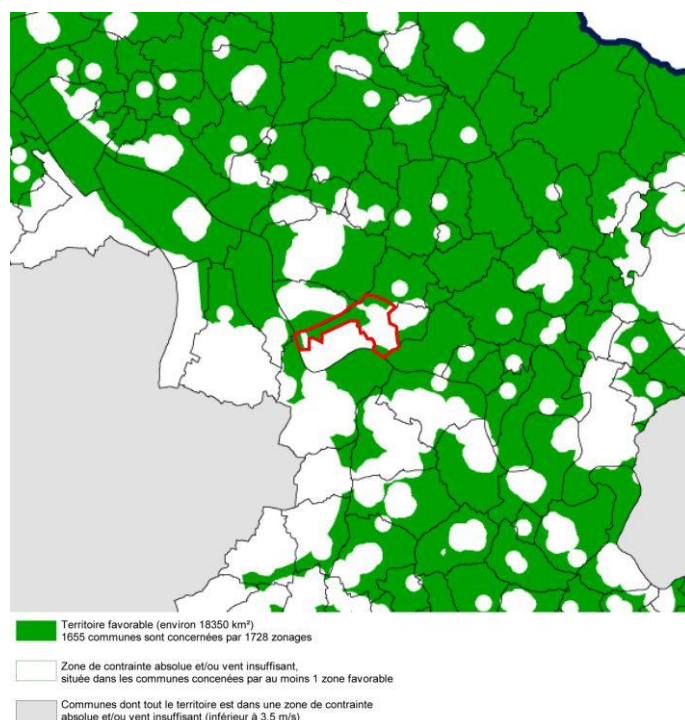 Territoire favorable (environ 18350 km²)
1655 communes sont concernées par 1728 zonages
Zone de contrainte absolue et/ou vent insuffisant,
située dans les communes concenées par au moins 1 zone favorable
Communes dont tout le territoire est dans une zone de contrainte
absolue et/ou vent insuffisant (inférieur à 3.5 m/s)